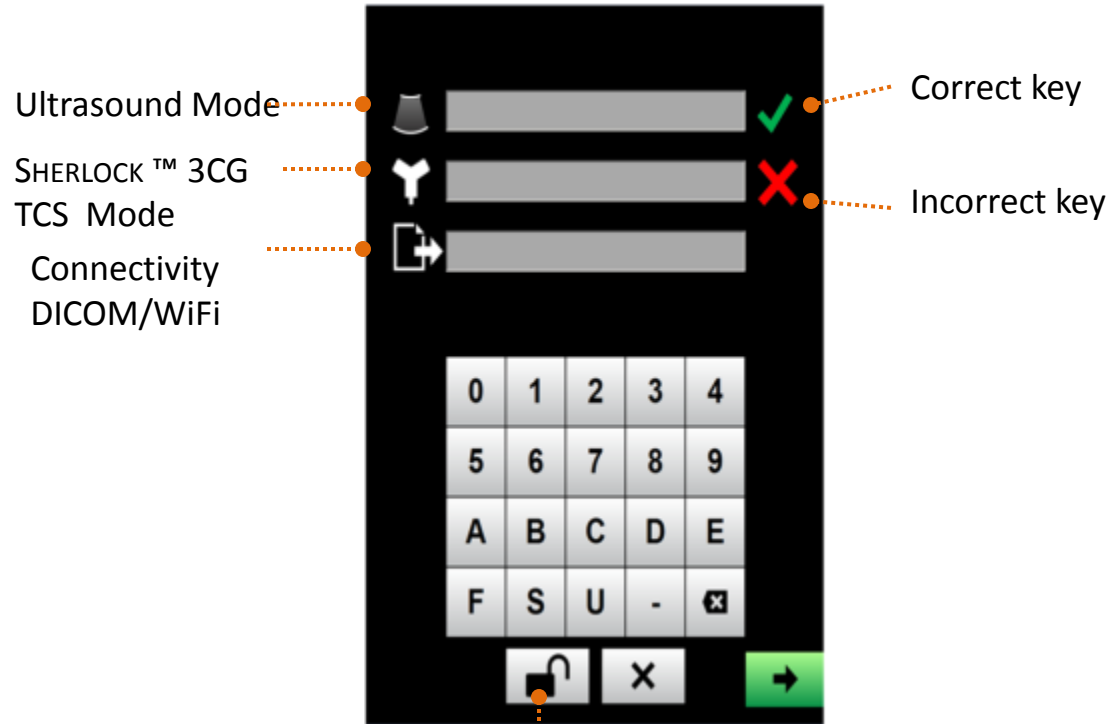 Ultrasound Mode
Correct key
SHERLOCK ™ 3CG
TCS Mode
Incorrect key
Connectivity
DICOM/WiFi
0 1 2 3 4
5 6 7 8 9
A B C D E
F S U -